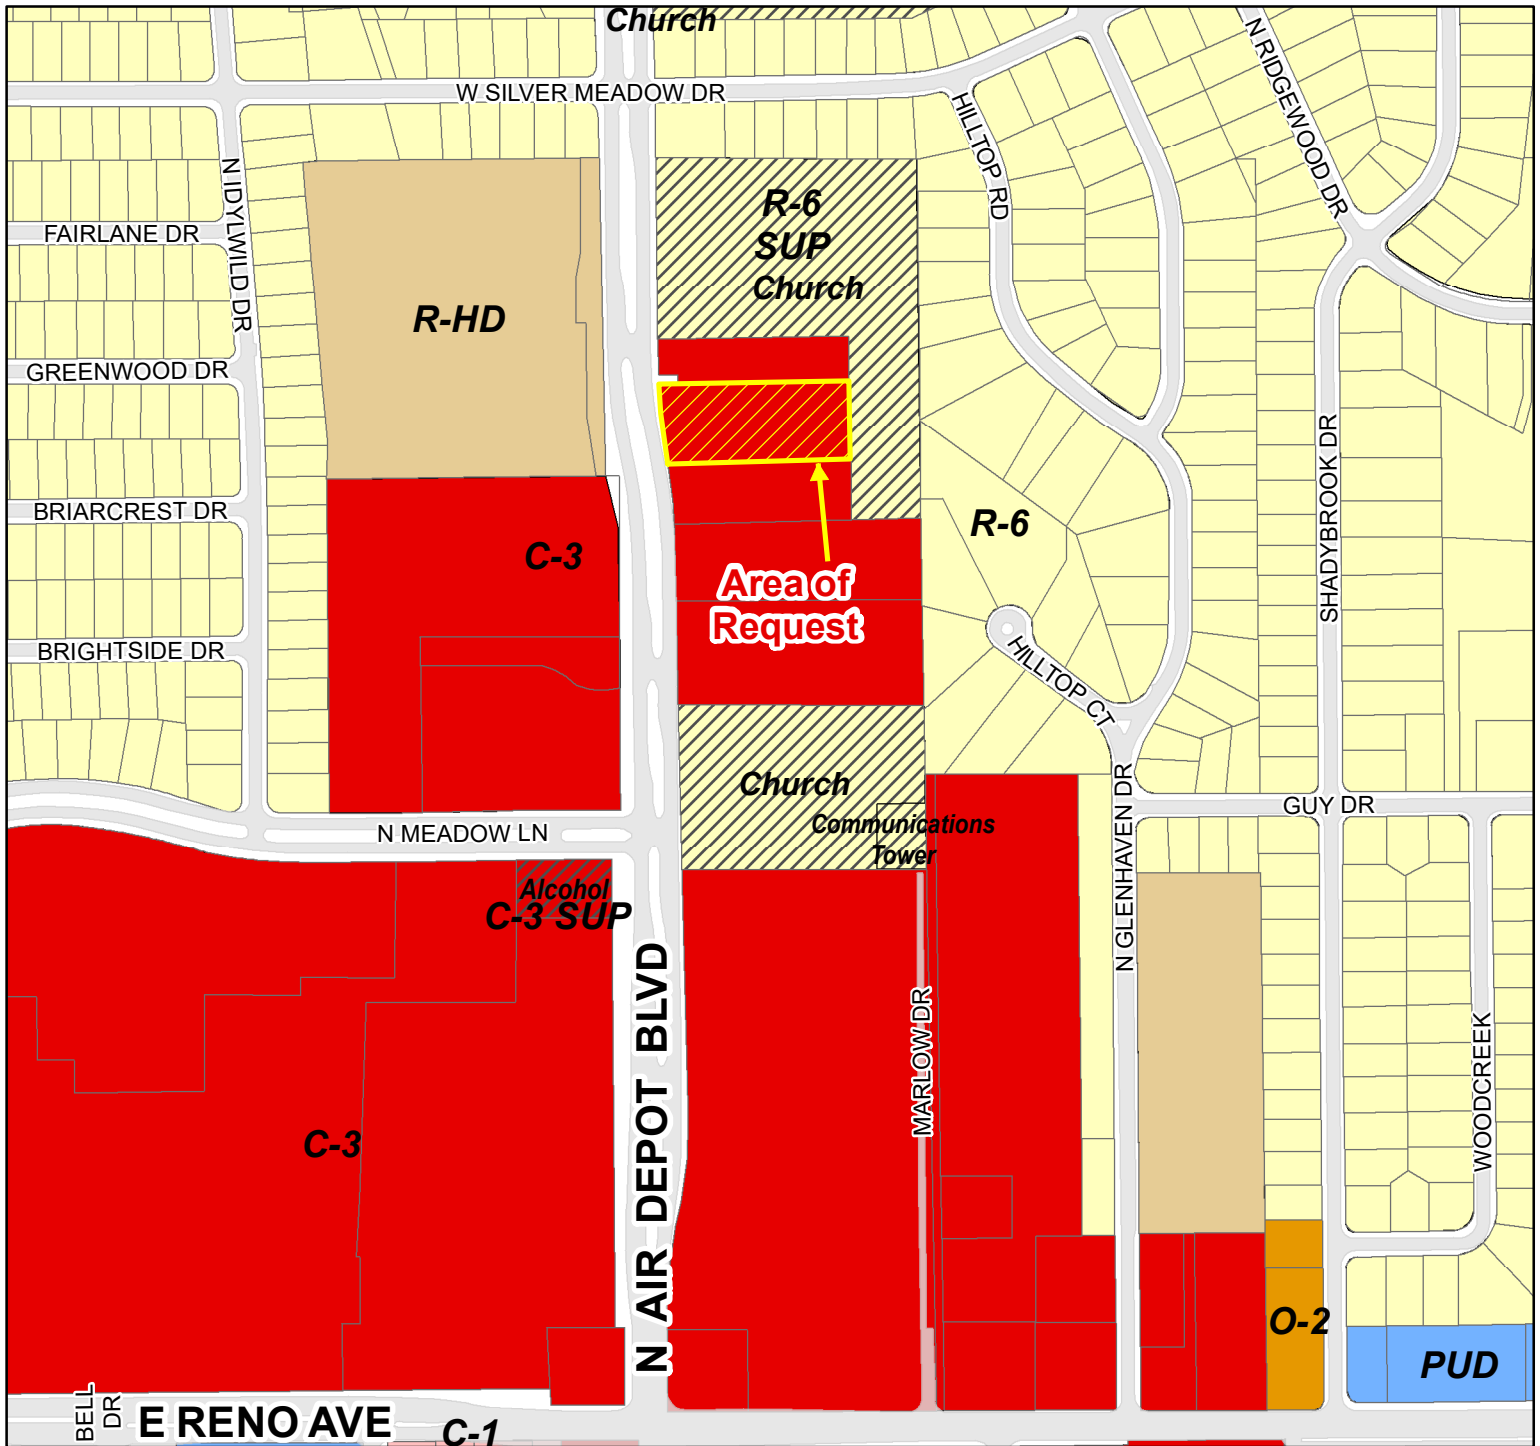 Church
W SILVER MEADOW DR
N RIDGEWOOD DR
HILLTOP RD
N IDYLWILD DR
R-6
SUP
Church
FAIRLANE DR
R-HD
GREENWOOD DR
SHADYBROOK DR
BRIARCREST DR
C-3
R-6
Area of
Request
BRIGHTSIDE DR
HILLTOP CT
Church
GUY DR
N MEADOW LN
Communications
Tower
N GLENHAVEN DR
Alcohol
C-3 SUP
N AIR DEPOT BLVD
MARLOW DR
WOODCREEK
C-3
O-2
PUD
BELL
DR
E RENO AVE
C-1